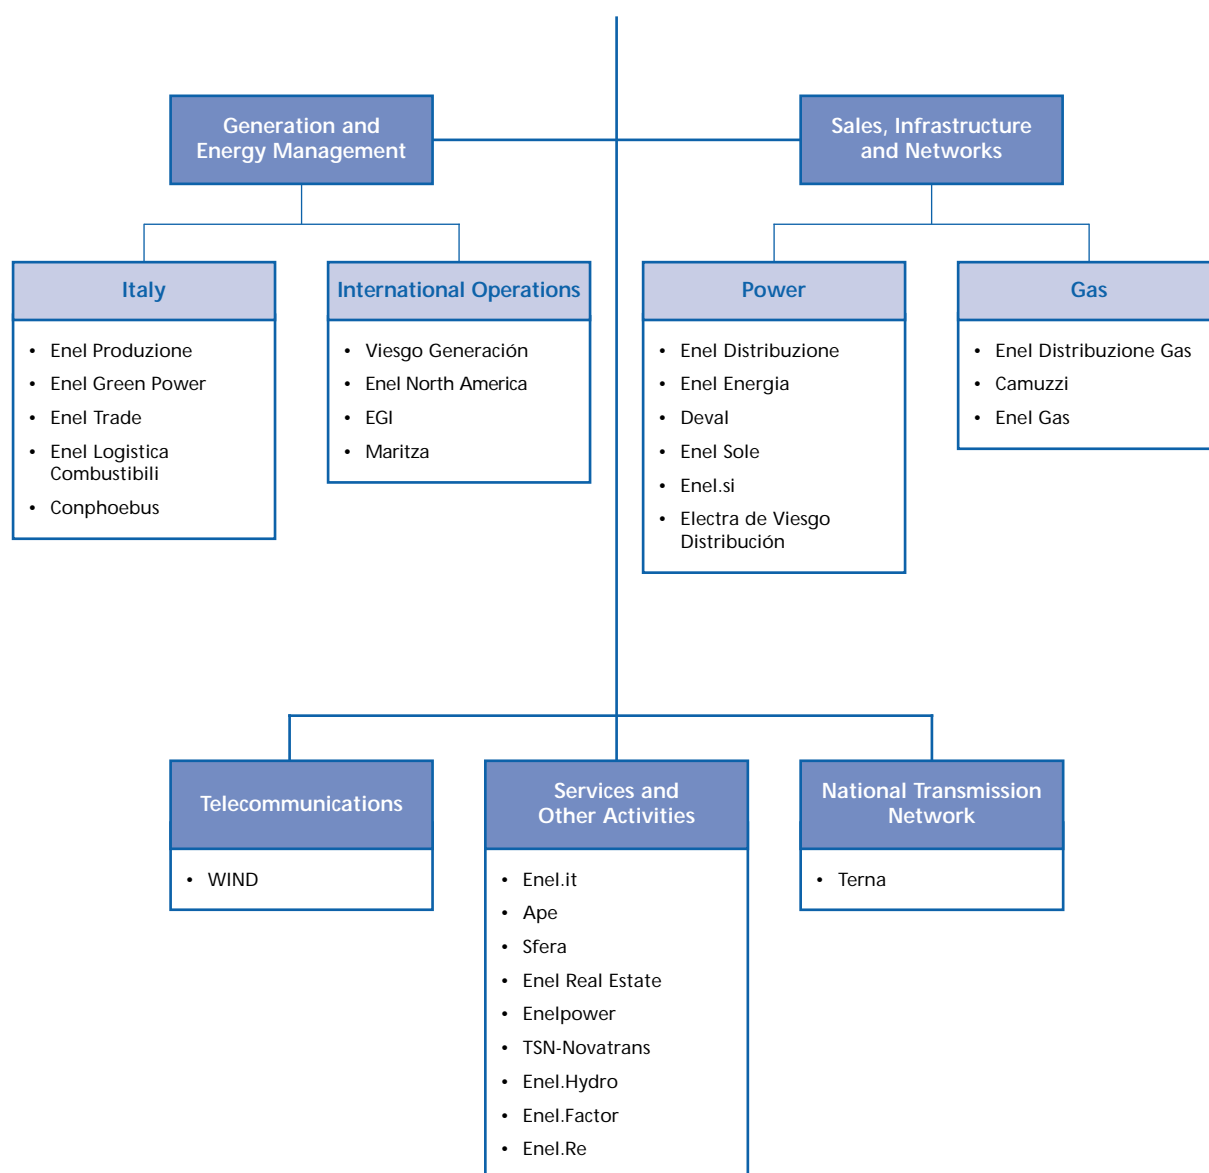 Generation and
Energy Management
Sales, Infrastructure
and Networks
Italy
• Enel Produzione
• Enel Green Power
• Enel Trade
• Enel Logistica
Combustibili
• Conphoebus
International Operations
• Viesgo Generación
• Enel North America
• EGI
• Maritza
Power
• Enel Distribuzione
• Enel Energia
• Deval
• Enel Sole
• Enel.si
• Electra de Viesgo
Distribución
Gas
• Enel Distribuzione Gas
• Camuzzi
• Enel Gas
Telecommunications
• WIND
Services and
Other Activities
• Enel.it
• Ape
• Sfera
• Enel Real Estate
• Enelpower
• TSN-Novatrans
• Enel.Hydro
• Enel.Factor
• Enel.Re
National Transmission
Network
• Terna